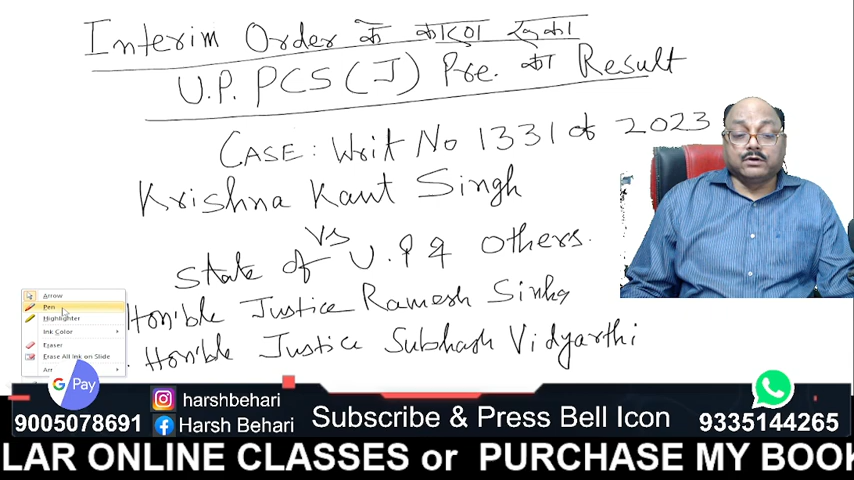 Interim Order के कारण रुका
U.P. PCS (J) Pre. का Result
CASE: Writ No 1331 of 2023
Krishna Kant Singh
Vs
State of U.P & Others.
Hon'ble Justice Ramesh Sinha
Hon'ble Justice Subhash Vidyarthi
Arrow
Pen
Highlighter
Ink Color
Eraser
Erase All Ink on Slide
Arr
G Pay
9005078691
harshbehari
Harsh Behari
Subscribe & Press Bell Icon
9335144265
LAR ONLINE CLASSES or PURCHASE MY BOOK